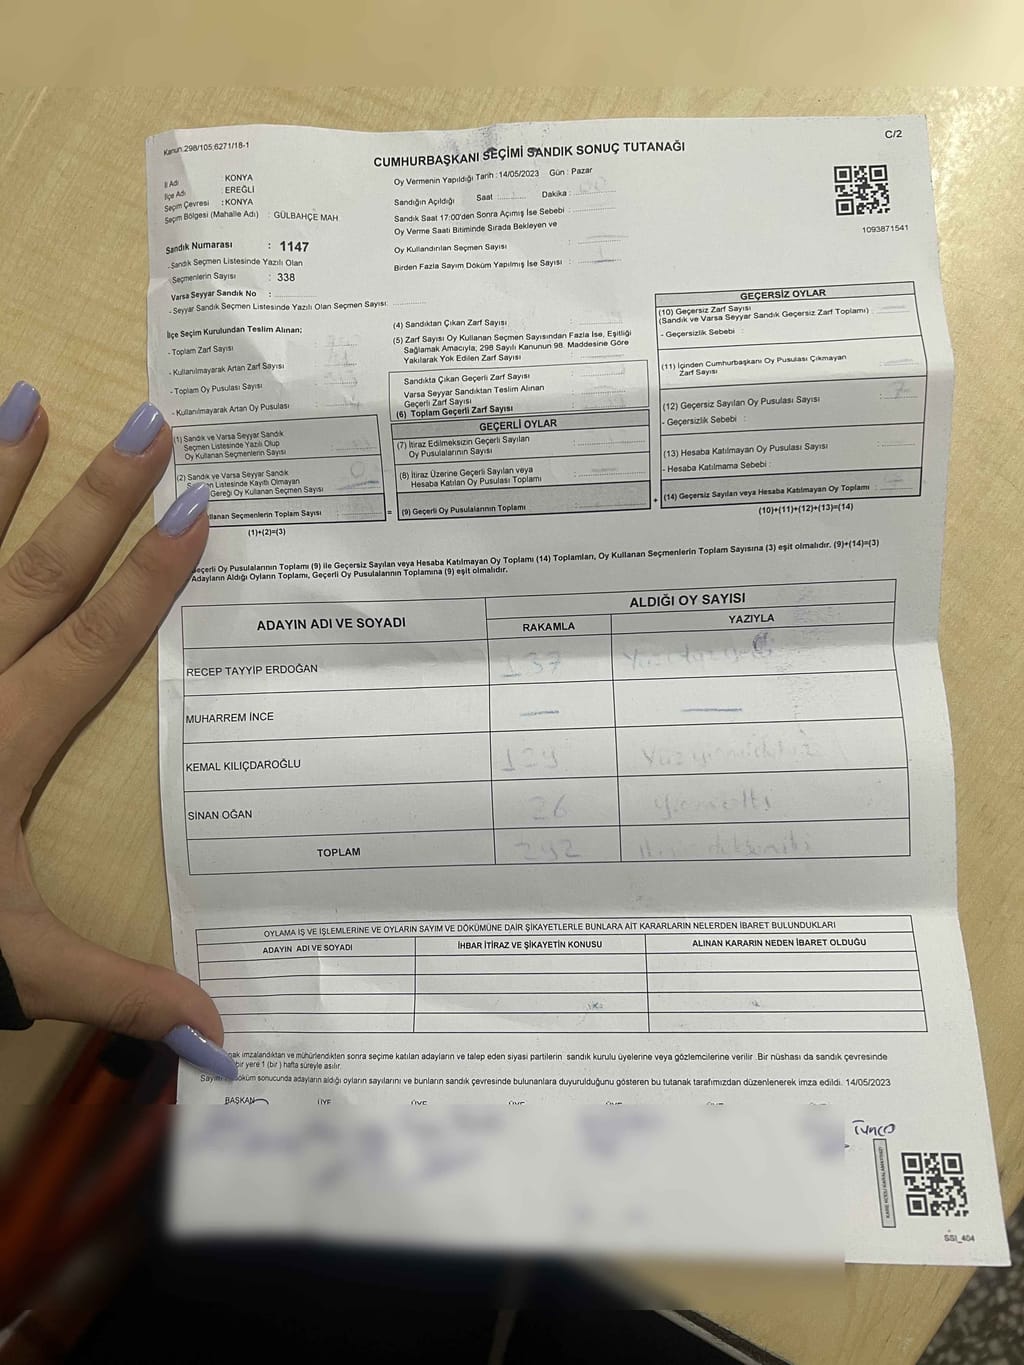 Kanun.298/105,6271/18-1
C/2
CUMHURBAŞKANI SEÇİMİ SANDIK SONUÇ TUTANAĞI
İl Adı : KONYA
İlçe Adı : EREĞLİ
Seçim Çevresi : KONYA
Seçim Bölgesi (Mahalle Adı) : GÜLBAHÇE MAH
Sandık Numarası : 1147
-Sandık Seçmen Listesinde Yazılı Olan
Seçmenlerin Sayısı : 338
Varsa Seyyar Sandık No :
- Seyyar Sandık Seçmen Listesinde Yazılı Olan Seçmen Sayısı:
Oy Vermenin Yapıldığı Tarih :14/05/2023 Gün : Pazar
Sandığın Açıldığı Saat : Dakika :
Sandık Saat 17:00'den Sonra Açımış İse Sebebi :
Oy Verme Saati Bitiminde Sırada Bekleyen ve
Oy Kullandırılan Seçmen Sayısı :
Birden Fazla Sayım Döküm Yapılmış İse Sayısı :
1093871541
İlçe Seçim Kurulundan Teslim Alınan;
- Toplam Zarf Sayısı :
- Kullanılmayarak Artan Zarf Sayısı :
- Toplam Oy Pusulası Sayısı :
- Kullanılmayarak Artan Oy Pusulası :
(1) Sandık ve Varsa Seyyar Sandık
Seçmen Listesinde Yazılı Olup
Oy Kullanan Seçmenlerin Sayısı :
(2) Sandık ve Varsa Seyyar Sandık
Listesinde Kayıtlı Olmayan
Gereği Oy Kullanan Seçmen Sayısı :
Seçmenlerin Toplam Sayısı :
(1)+(2)=(3)
(4) Sandıktan Çıkan Zarf Sayısı :
(5) Zarf Sayısı Oy Kullanan Seçmen Sayısından Fazla İse, Eşitliği
Sağlamak Amacıyla, 298 Sayılı Kanunun 98. Maddesine Göre
Yakılarak Yok Edilen Zarf Sayısı :
Sandıkta Çıkan Geçerli Zarf Sayısı :
Varsa Seyyar Sandıktan Teslim Alınan
Geçerli Zarf Sayısı :
(6) Toplam Geçerli Zarf Sayısı :
GEÇERLİ OYLAR
(7) İtiraz Edilmeksizin Geçerli Sayılan
Oy Pusulalarının Sayısı :
(8) İtiraz Üzerine Geçerli Sayılan veya
Hesaba Katılan Oy Pusulası Toplamı :
= (9) Geçerli Oy Pusulalarının Toplamı :
GEÇERSİZ OYLAR
(10) Geçersiz Zarf Sayısı
(Sandık ve Varsa Seyyar Sandık Geçersiz Zarf Toplamı) :
- Geçersizlik Sebebi :
(11) İçinden Cumhurbaşkanı Oy Pusulası Çıkmayan
Zarf Sayısı :
(12) Geçersiz Sayılan Oy Pusulası Sayısı : 7
- Geçersizlik Sebebi :
(13) Hesaba Katılmayan Oy Pusulası Sayısı :
- Hesaba Katılmama Sebebi :
+ (14) Geçersiz Sayılan veya Hesaba Katılmayan Oy Toplamı :
(10)+(11)+(12)+(13)=(14)
Geçerli Oy Pusulalarının Toplamı (9) ile Geçersiz Sayılan veya Hesaba Katılmayan Oy Toplamı (14) Toplamları, Oy Kullanan Seçmenlerin Toplam Sayısına (3) eşit olmalıdır. (9)+(14)=(3)
Adayların Aldığı Oyların Toplamı, Geçerli Oy Pusulalarının Toplamına (9) eşit olmalıdır.
ADAYIN ADI VE SOYADI
ALDIĞI OY SAYISI
RAKAMLA
YAZIYLA
RECEP TAYYİP ERDOĞAN 137
MUHARREM İNCE — —
KEMAL KILIÇDAROĞLU 129
SİNAN OĞAN 26 yirmialtı
TOPLAM 292
OYLAMA İŞ VE İŞLEMLERİNE VE OYLARIN SAYIM VE DÖKÜMÜNE DAİR ŞİKAYETLERLE BUNLARA AİT KARARLARIN NELERDEN İBARET BULUNDUKLARI
ADAYIN ADI VE SOYADI
İHBAR İTİRAZ VE ŞİKAYETİN KONUSU
ALINAN KARARIN NEDEN İBARET OLDUĞU
imzalandıktan ve mühürlendikten sonra seçime katılan adayların ve talep eden siyasi partilerin sandık kurulu üyelerine veya gözlemcilerine verilir. Bir nüshası da sandık çevresinde
bir yere 1 (bir) hafta süreyle asılır.
Sayım döküm sonucunda adayların aldığı oyların sayılarını ve bunların sandık çevresinde bulunanlara duyurulduğunu gösteren bu tutanak tarafımızdan düzenlenerek imza edildi. 14/05/2023
BAŞKAN ÜYE ÜYE
KARE KODU KARALAMAYINIZ!
SSI_404